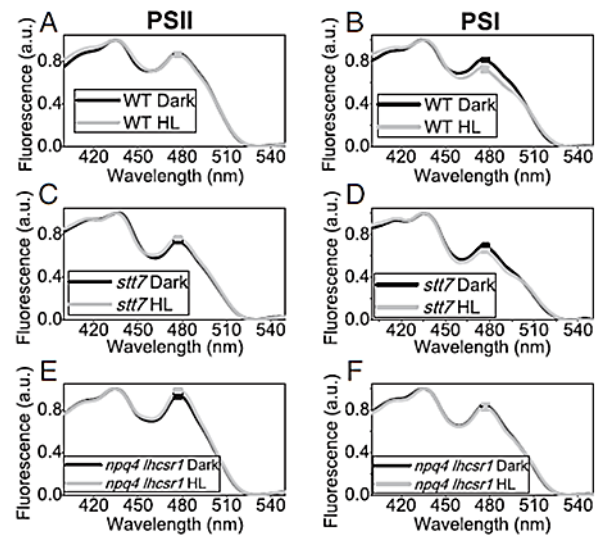 PSII
PSI
A
Fluorescence (a.u.)
0.8
0.4
0.0
WT Dark
WT HL
420 450 480 510 540
Wavelength (nm)
B
Fluorescence (a.u.)
0.8
0.4
0.0
WT Dark
WT HL
420 450 480 510 540
Wavelength (nm)
C
Fluorescence (a.u.)
0.8
0.4
0.0
stt7 Dark
stt7 HL
420 450 480 510 540
Wavelength (nm)
D
Fluorescence (a.u.)
0.8
0.4
0.0
stt7 Dark
stt7 HL
420 450 480 510 540
Wavelength (nm)
E
Fluorescence (a.u.)
0.8
0.4
0.0
npq4 lhcsr1 Dark
npq4 lhcsr1 HL
420 450 480 510 540
Wavelength (nm)
F
Fluorescence (a.u.)
0.8
0.4
0.0
npq4 lhcsr1 Dark
npq4 lhcsr1 HL
420 450 480 510 540
Wavelength (nm)